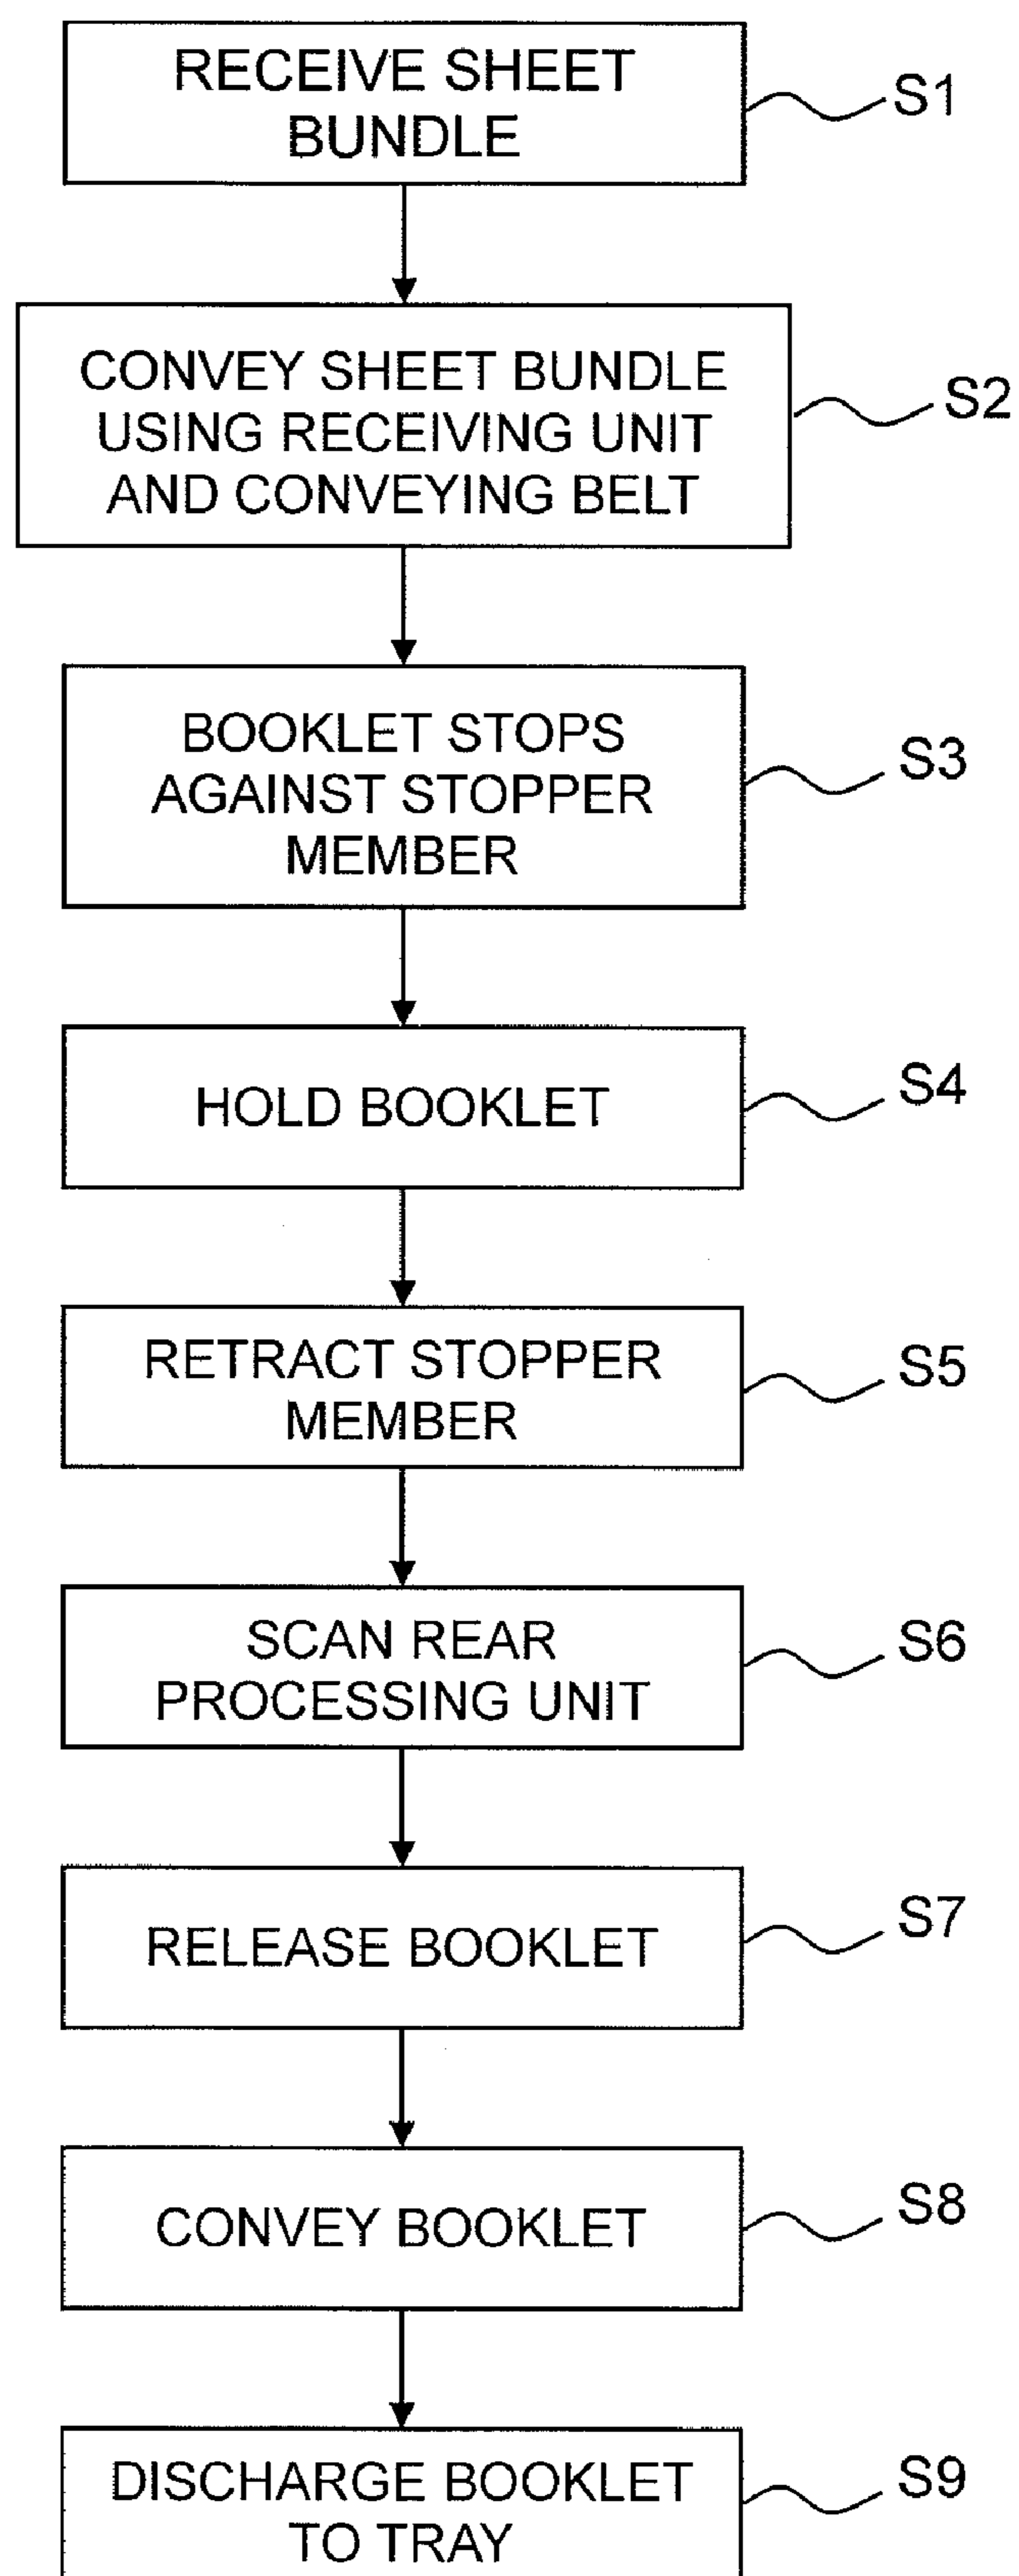 RECEIVE SHEET
BUNDLE
S1
CONVEY SHEET BUNDLE
USING RECEIVING UNIT
AND CONVEYING BELT
S2
BOOKLET STOPS
AGAINST STOPPER
MEMBER
S3
HOLD BOOKLET
S4
RETRACT STOPPER
MEMBER
S5
SCAN REAR
PROCESSING UNIT
S6
RELEASE BOOKLET
S7
CONVEY BOOKLET
S8
DISCHARGE BOOKLET
TO TRAY
S9